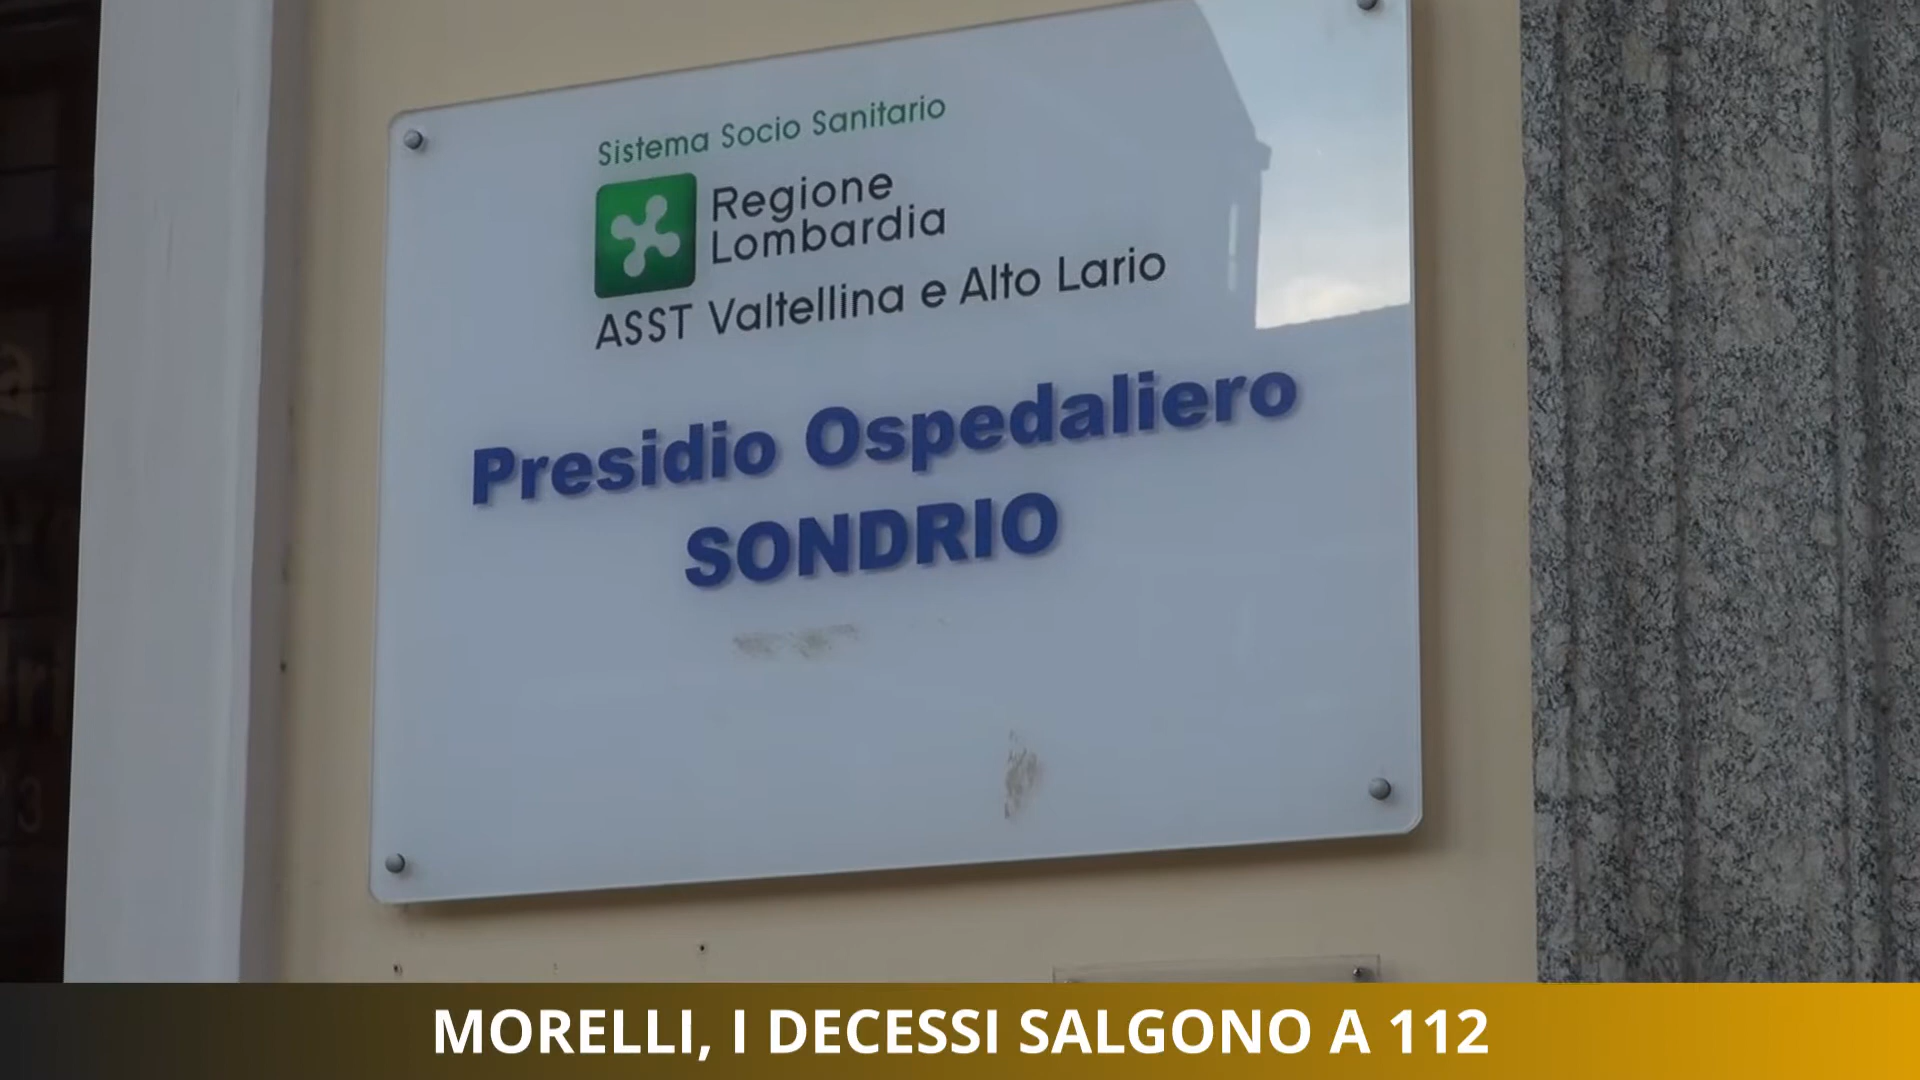 Sistema Socio Sanitario
Regione
Lombardia
ASST Valtellina e Alto Lario
Presidio Ospedaliero
SONDRIO
MORELLI, I DECESSI SALGONO A 112